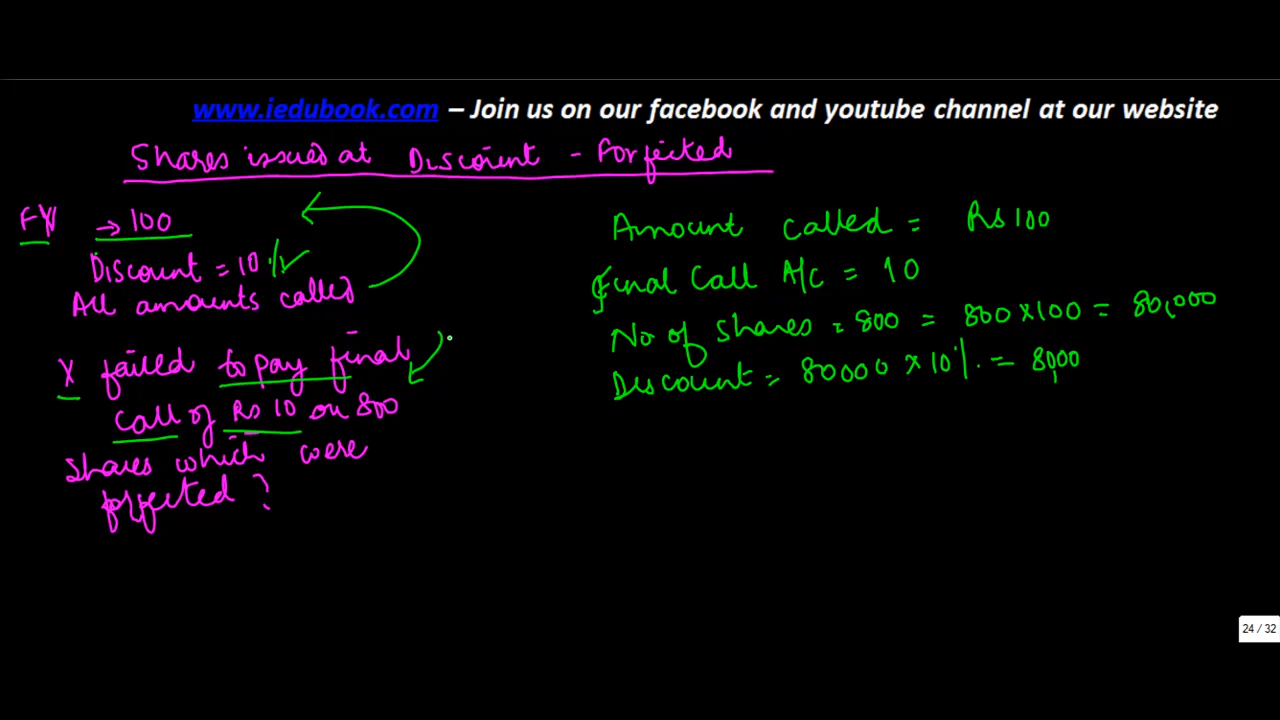 www.iedubook.com – Join us on our facebook and youtube channel at our website
Shares issued at Discount - Forfeited
FV → 100
Discount = 10%
All amounts called
X failed to pay final
call of Rs 10 on 800
shares which were
forfeited?
Amount called = Rs 100
Final Call A/c = 10
No of shares = 800 = 800 × 100 = 80,000
Discount = 80000 × 10% = 8,000
24 / 32